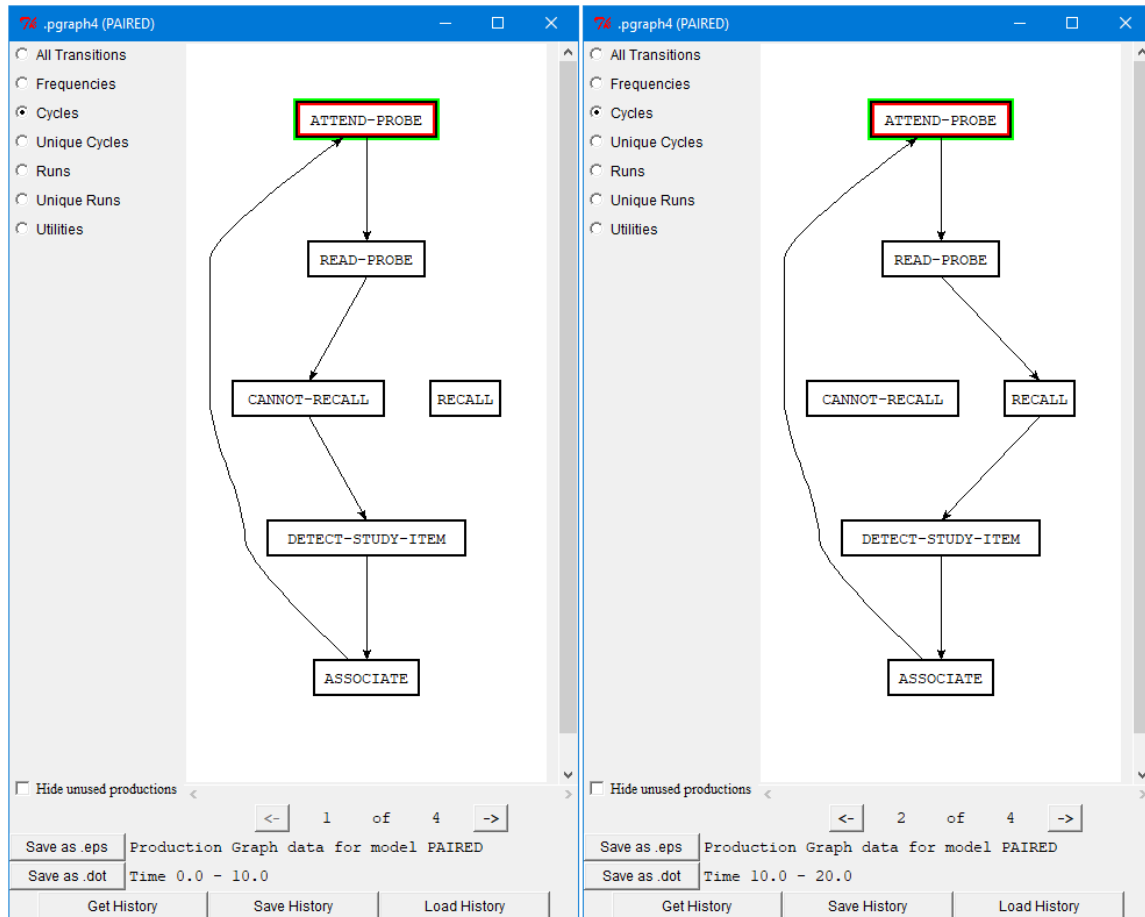 .pgraph4 (PAIRED)
All Transitions
Frequencies
Cycles
Unique Cycles
Runs
Unique Runs
Utilities
ATTEND-PROBE
READ-PROBE
CANNOT-RECALL
RECALL
DETECT-STUDY-ITEM
ASSOCIATE
Hide unused productions
<- 1 of 4 ->
Save as .eps Production Graph data for model PAIRED
Save as .dot Time 0.0 - 10.0
Get History Save History Load History
.pgraph4 (PAIRED)
All Transitions
Frequencies
Cycles
Unique Cycles
Runs
Unique Runs
Utilities
ATTEND-PROBE
READ-PROBE
CANNOT-RECALL
RECALL
DETECT-STUDY-ITEM
ASSOCIATE
Hide unused productions
<- 2 of 4 ->
Save as .eps Production Graph data for model PAIRED
Save as .dot Time 10.0 - 20.0
Get History Save History Load History